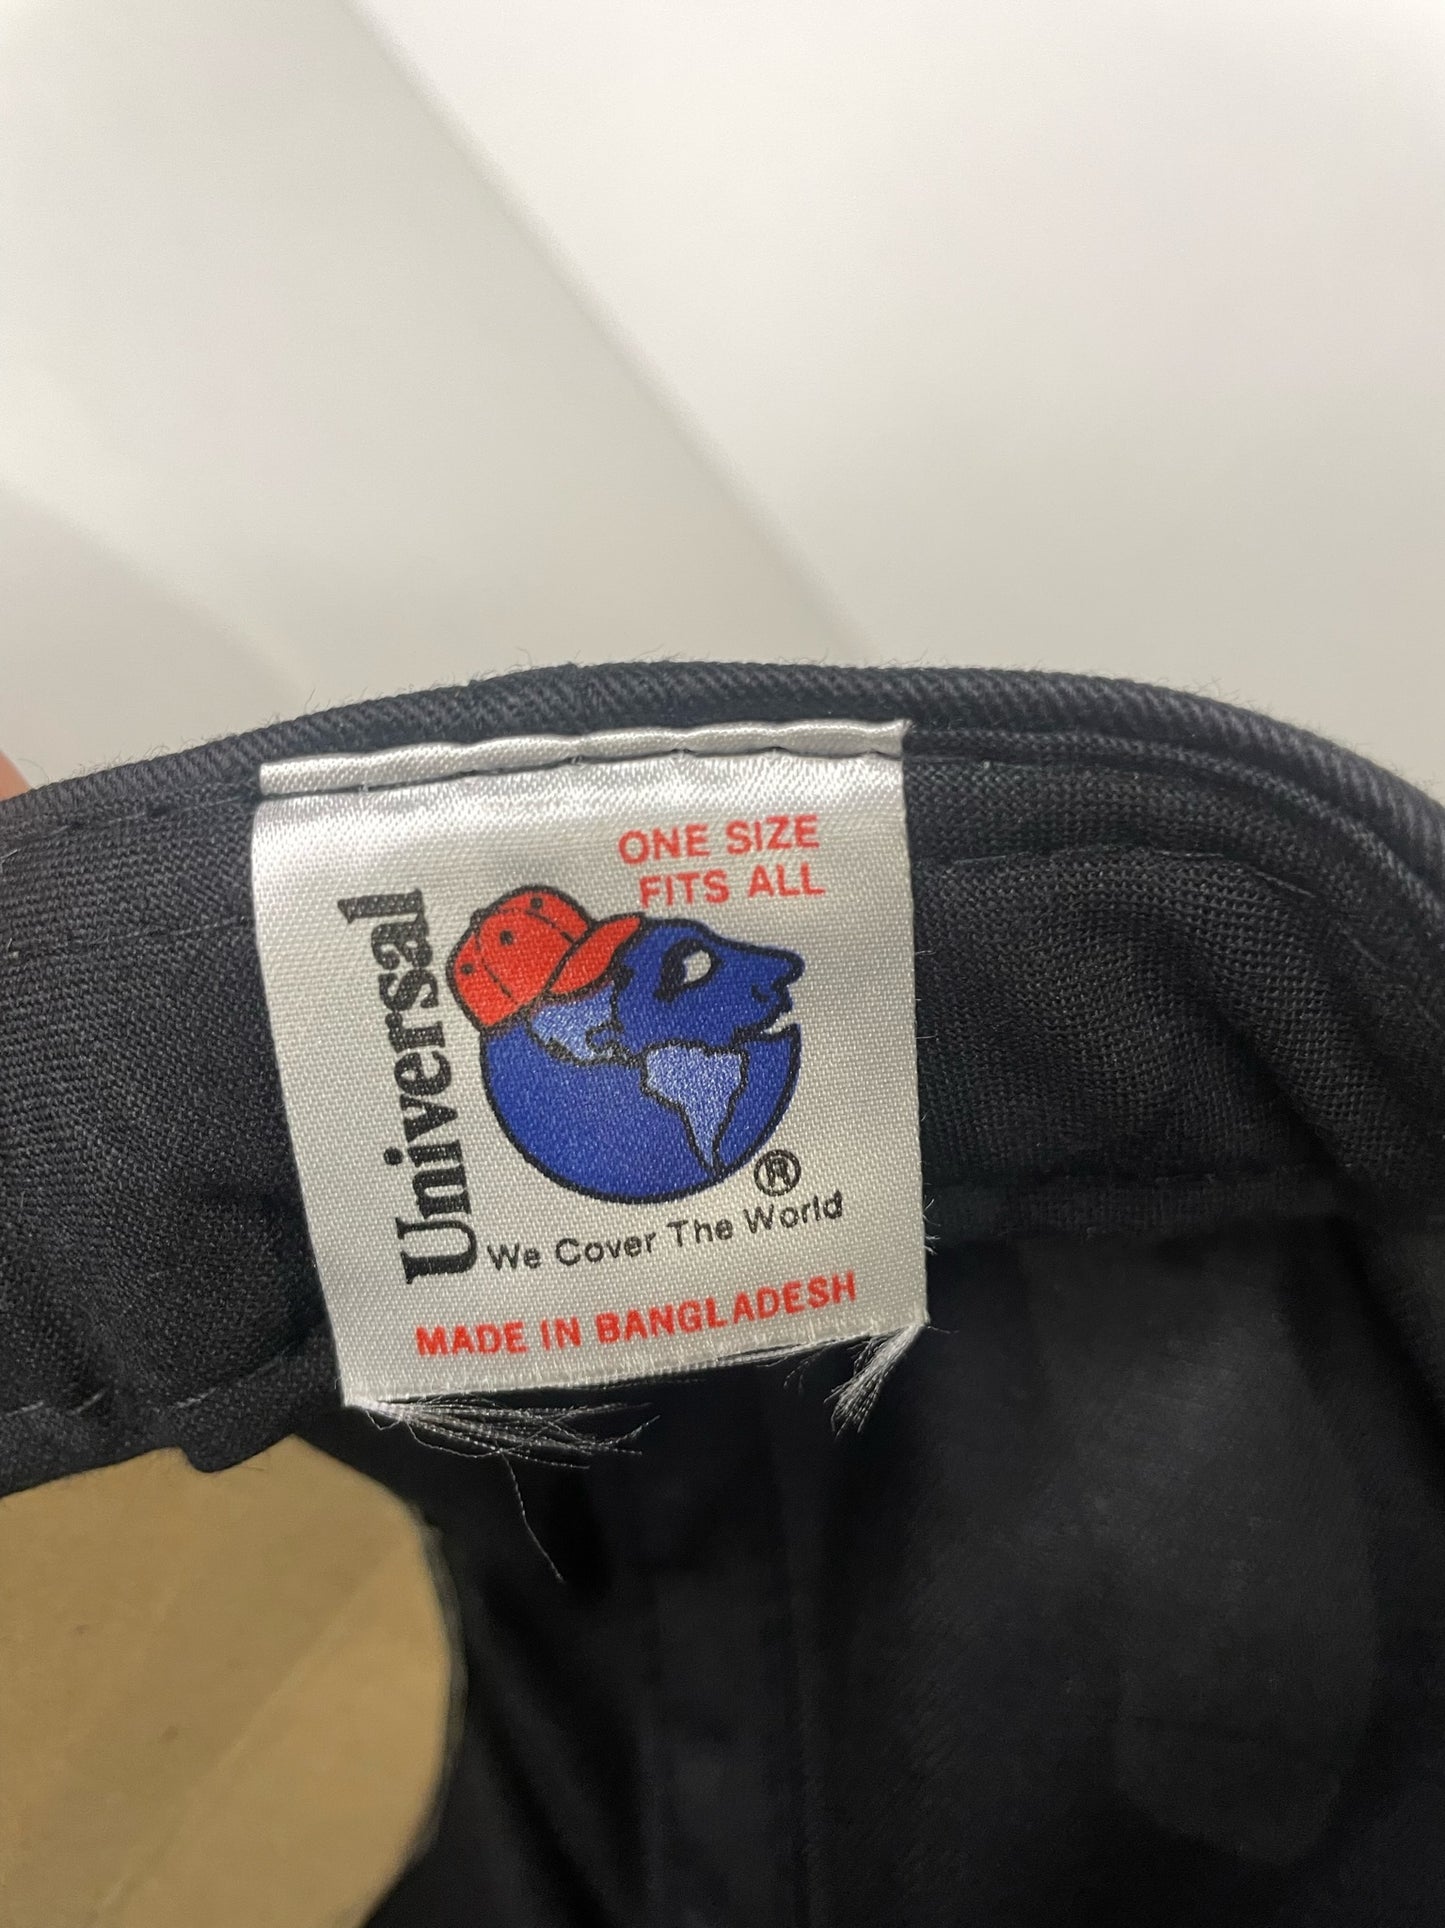 ONE SIZE
FITS ALL
Universal
®
We Cover The World
MADE IN BANGLADESH